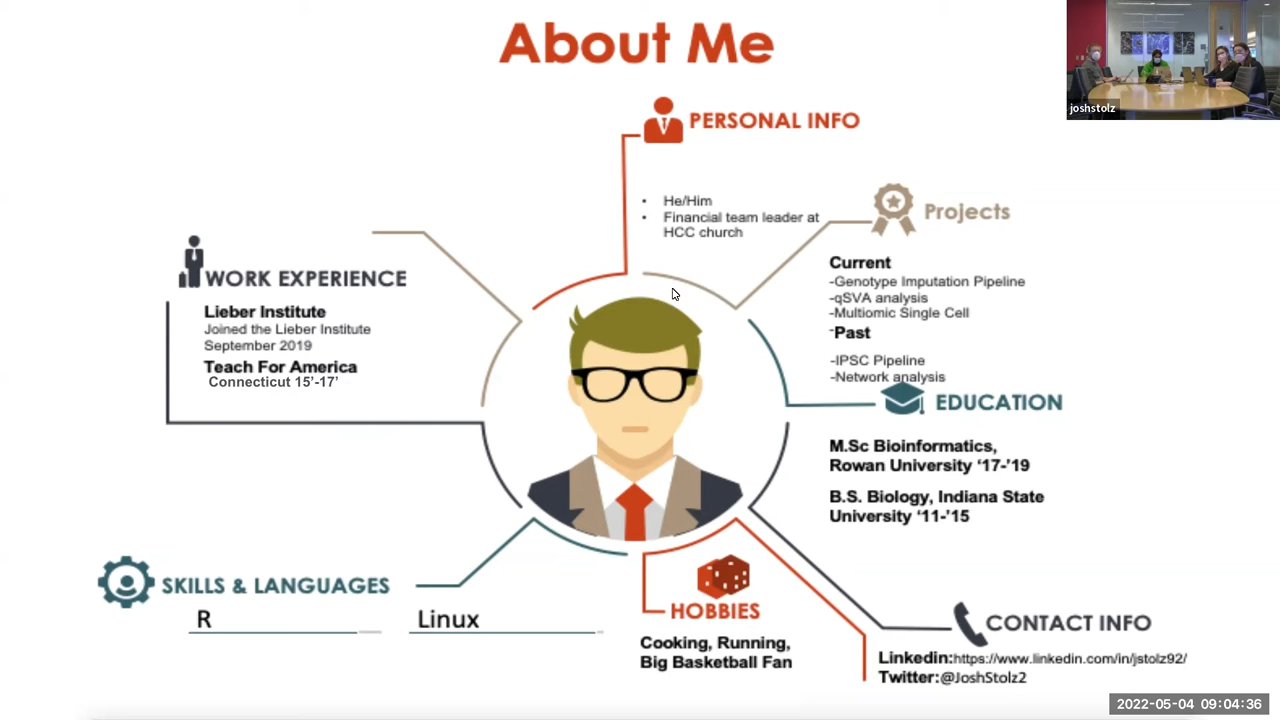 About Me
joshstolz
PERSONAL INFO
• He/Him
• Financial team leader at
HCC church
Projects
Current
-Genotype Imputation Pipeline
-qSVA analysis
-Multiomic Single Cell
-Past
-IPSC Pipeline
-Network analysis
WORK EXPERIENCE
Lieber Institute
Joined the Lieber Institute
September 2019
Teach For America
Connecticut 15’-17’
EDUCATION
M.Sc Bioinformatics,
Rowan University ‘17-’19
B.S. Biology, Indiana State
University ‘11-’15
SKILLS & LANGUAGES
R
Linux
HOBBIES
Cooking, Running,
Big Basketball Fan
CONTACT INFO
Linkedin:https://www.linkedin.com/in/jstolz92/
Twitter:@JoshStolz2
2022-05-04 09:04:36